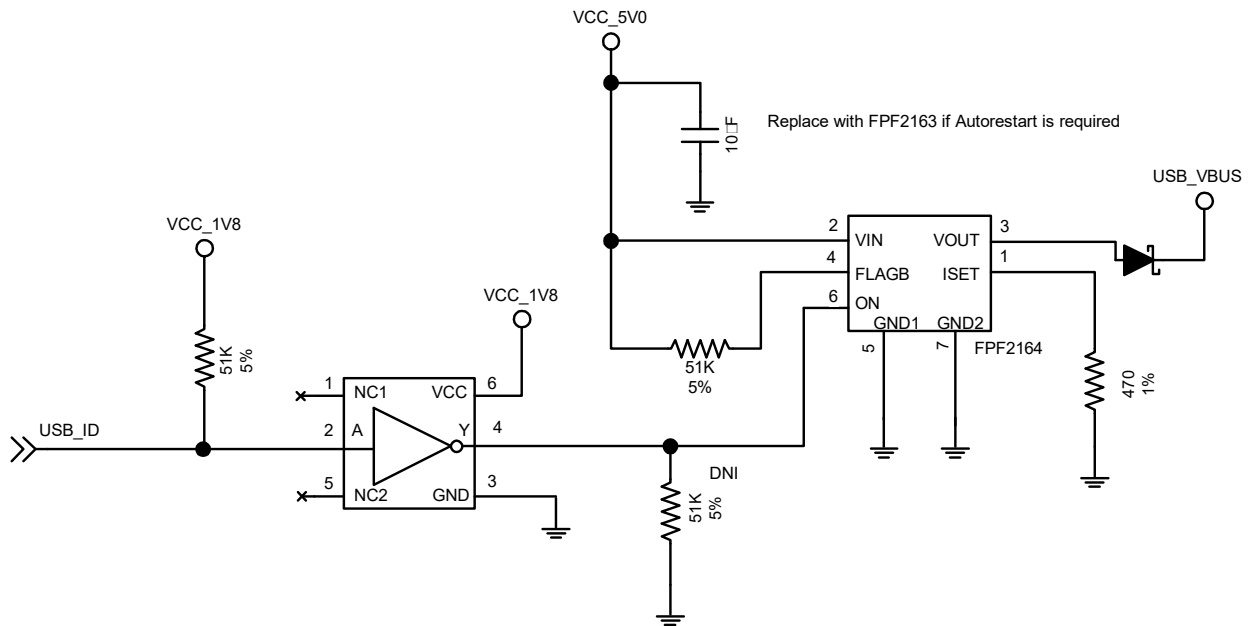 VCC_5V0
10□F
Replace with FPF2163 if Autorestart is required
USB_VBUS
VCC_1V8
51K
5%
2
VIN
VOUT
3
4
FLAGB
ISET
1
6
ON
GND1
GND2
5
7
FPF2164
470
1%
51K
5%
VCC_1V8
1
NC1
VCC
6
USB_ID
2
A
Y
4
5
NC2
GND
3
DNI
51K
5%